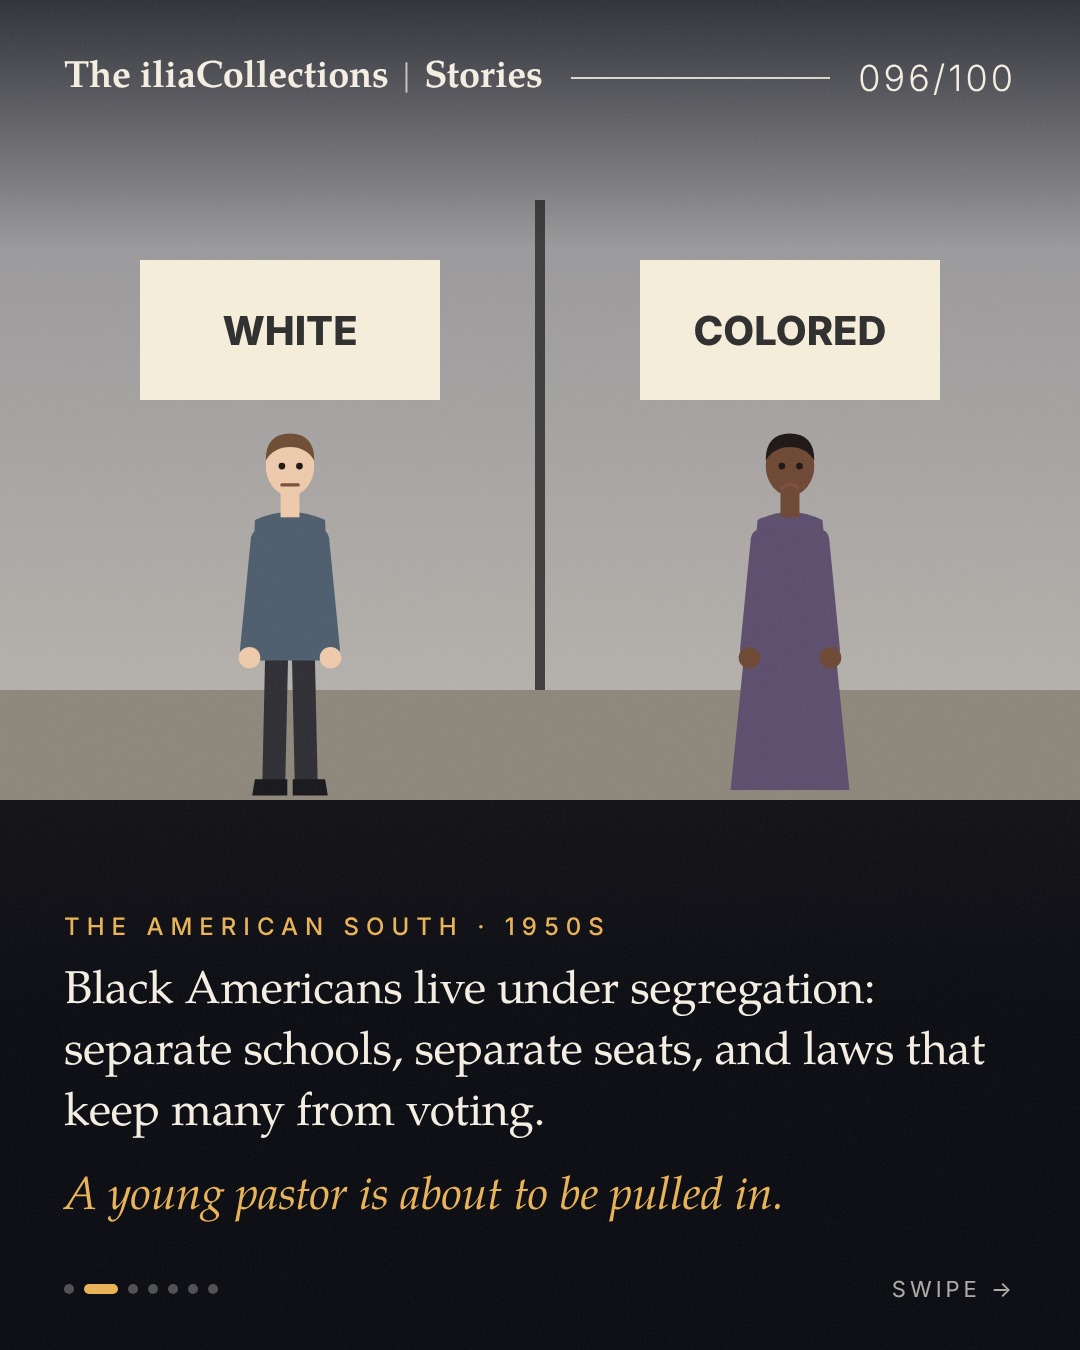 The iliaCollections | Stories 096/100
WHITE
COLORED
THE AMERICAN SOUTH · 1950S
Black Americans live under segregation:
separate schools, separate seats, and laws that
keep many from voting.
A young pastor is about to be pulled in.
SWIPE →